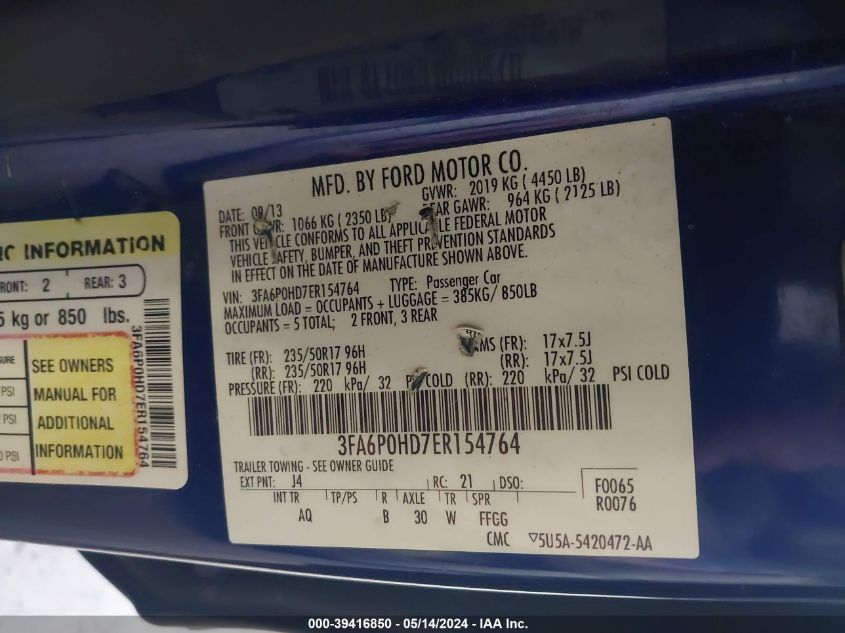 MFD. BY FORD MOTOR CO.
DATE: 09/13 GVWR: 2019 KG ( 4450 LB)
FRONT GAWR: 1066 KG ( 2350 LB) REAR GAWR: 964 KG ( 2125 LB)
THIS VEHICLE CONFORMS TO ALL APPLICABLE FEDERAL MOTOR
VEHICLE SAFETY, BUMPER, AND THEFT PREVENTION STANDARDS
IN EFFECT ON THE DATE OF MANUFACTURE SHOWN ABOVE.
VIN: 3FA6P0HD7ER154764 TYPE: Passenger Car
MAXIMUM LOAD = OCCUPANTS + LUGGAGE = 385KG/ 850LB
OCCUPANTS = 5 TOTAL; 2 FRONT, 3 REAR
TIRE (FR): 235/50R17 96H RIMS (FR): 17x7.5J
(RR): 235/50R17 96H (RR): 17x7.5J
PRESSURE (FR): 220 kPa/ 32 PSI COLD (RR): 220 kPa/ 32 PSI COLD
3FA6P0HD7ER154764
TRAILER TOWING - SEE OWNER GUIDE
EXT PNT: J4 RC: 21 DSO:
F0065
R0076
INT TR TP/PS R AXLE TR SPR
AQ B 30 W FFGG
CMC ▽5U5A-5420472-AA
INFORMATION
FRONT: 2 REAR: 3
kg or 850 lbs.
SEE OWNERS
MANUAL FOR
ADDITIONAL
INFORMATION
PSI
PSI
PSI
3FA6P0HD7ER154764
000-39416850 - 05/14/2024 - IAAI.com